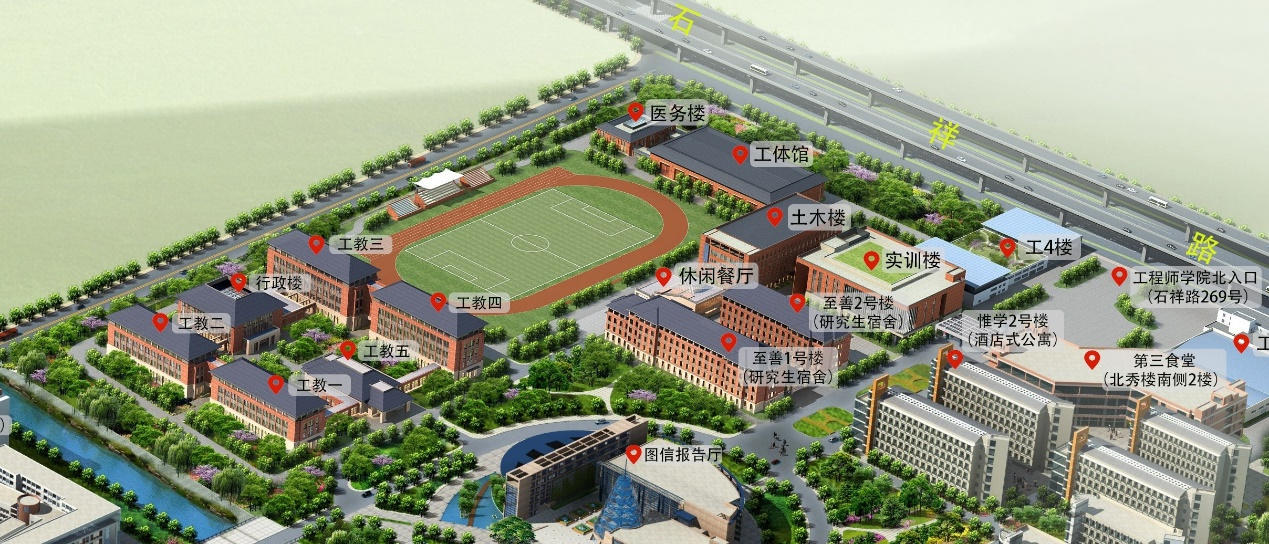 石
祥
路
医务楼
工体馆
土木楼
工4楼
实训楼
工教三
行政楼
休闲餐厅
工程师学院北入口
（石祥路269号）
工教四
至善2号楼
（研究生宿舍）
工教二
惟学2号楼
（酒店式公寓）
工教五
至善1号楼
（研究生宿舍）
第三食堂
（北秀楼南侧2楼）
工教一
图信报告厅